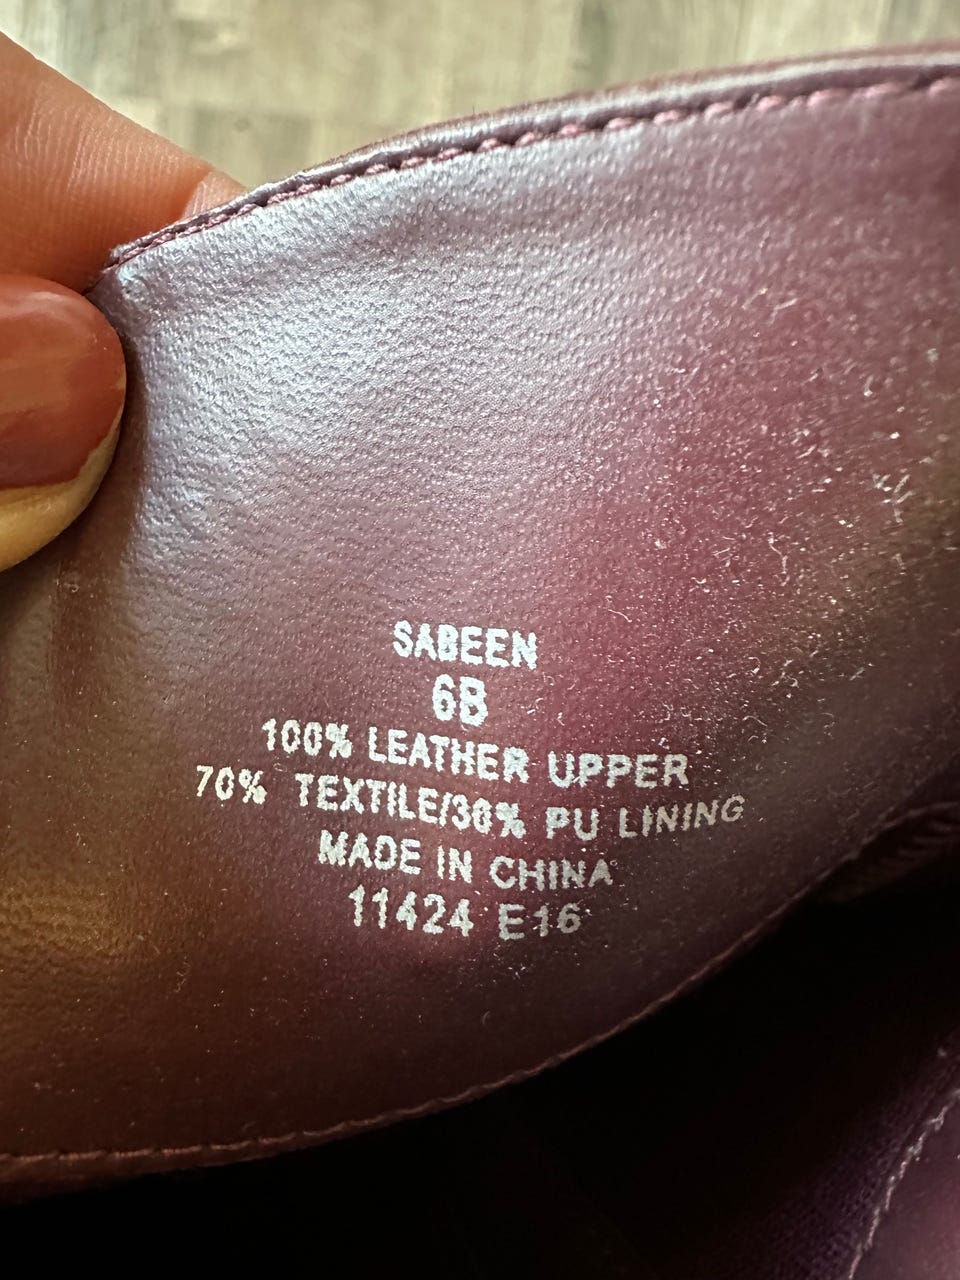 SABEEN
6B
100% LEATHER UPPER
70% TEXTILE/30% PU LINING
MADE IN CHINA
11424 E16